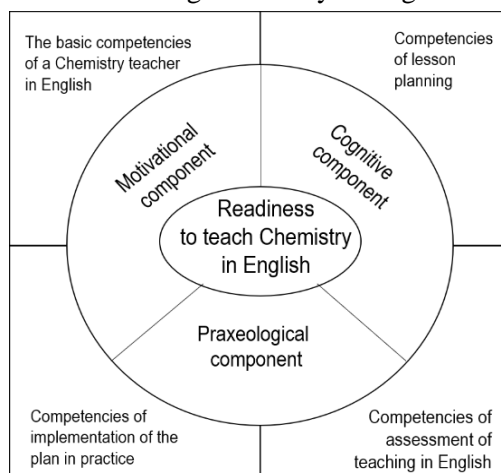 The basic competencies
of a Chemistry teacher
in English
Competencies
of lesson
planning
Motivational
component
Cognitive
component
Readiness
to teach Chemistry
in English
Praxeological
component
Competencies of
implementation of the
plan in practice
Competencies of
assessment of
teaching in English